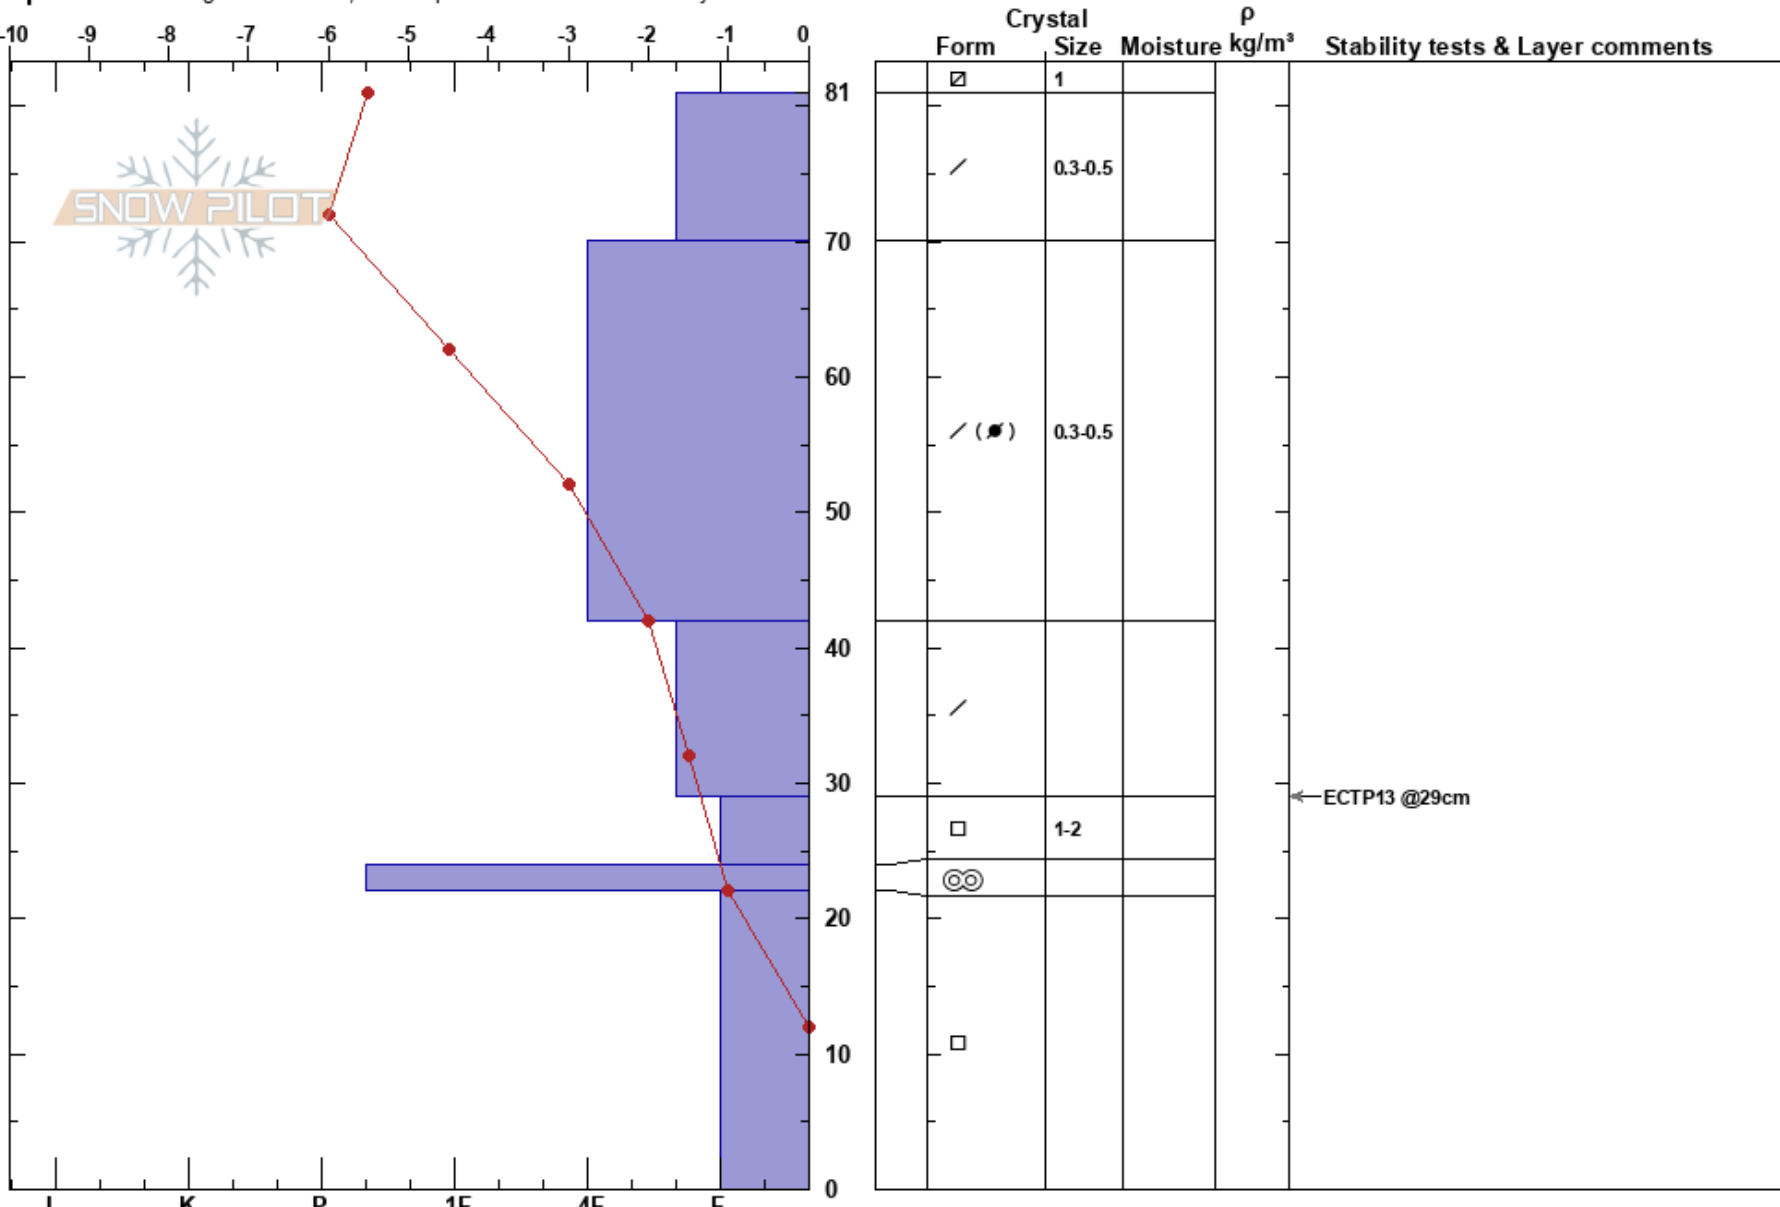 -10 -9 -8 -7 -6 -5 -4 -3 -2 -1 0
Crystal ρ
Form Size Moisture kg/m³ Stability tests & Layer comments
81 1
0.3-0.5
SNOW PILOT
70
60
( ) 0.3-0.5
50
40
30
ECTP13 @29cm
1-2
20
10
0
I K P 1F 4F F